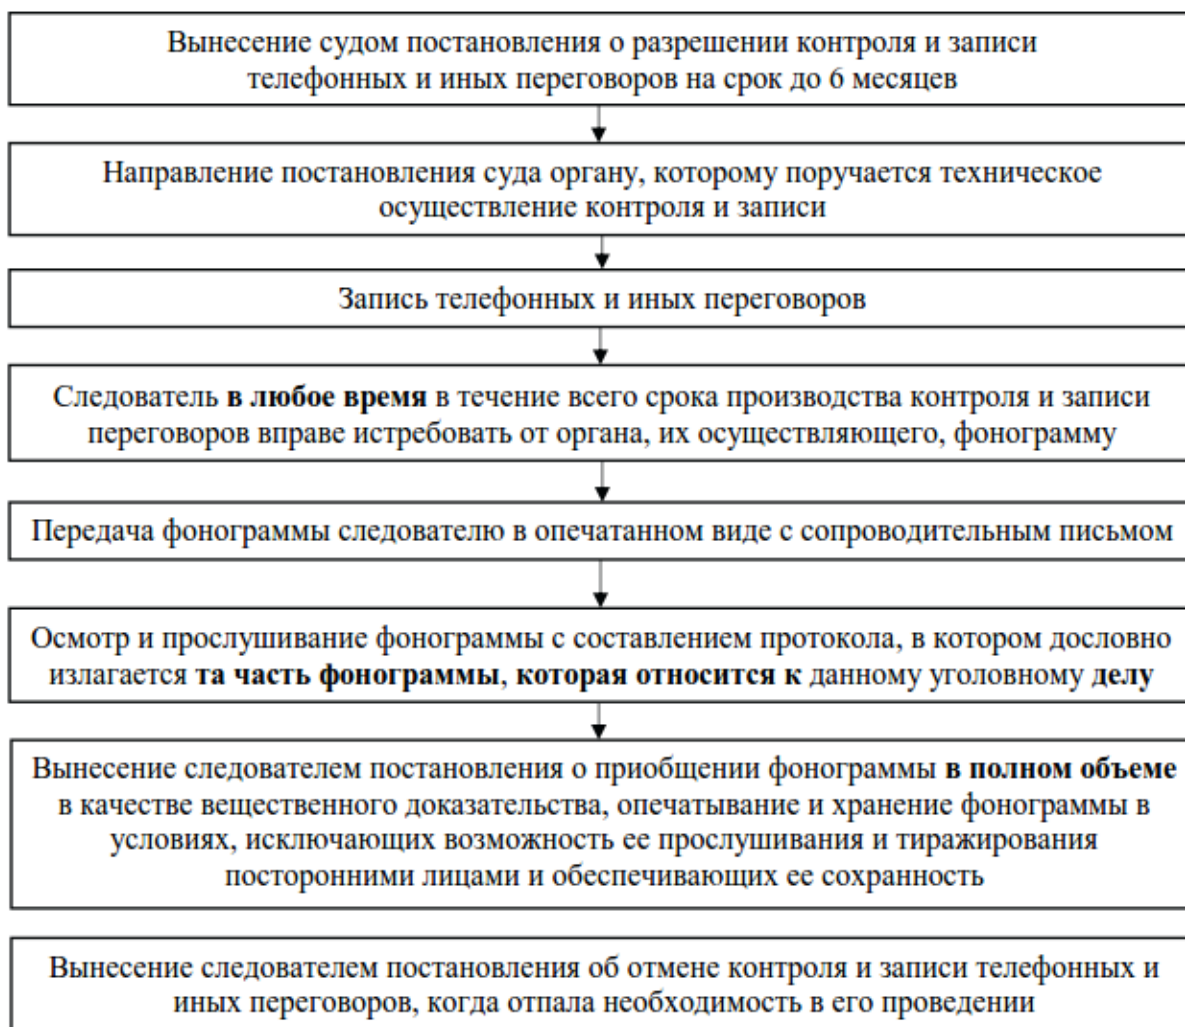 Вынесение судом постановления о разрешении контроля и записи
телефонных и иных переговоров на срок до 6 месяцев
Направление постановления суда органу, которому поручается техническое
осуществление контроля и записи
Запись телефонных и иных переговоров
Следователь в любое время в течение всего срока производства контроля и записи
переговоров вправе истребовать от органа, их осуществляющего, фонограмму
Передача фонограммы следователю в опечатанном виде с сопроводительным письмом
Осмотр и прослушивание фонограммы с составлением протокола, в котором дословно
излагается та часть фонограммы, которая относится к данному уголовному делу
Вынесение следователем постановления о приобщении фонограммы в полном объеме
в качестве вещественного доказательства, опечатывание и хранение фонограммы в
условиях, исключающих возможность ее прослушивания и тиражирования
посторонними лицами и обеспечивающих ее сохранность
Вынесение следователем постановления об отмене контроля и записи телефонных и
иных переговоров, когда отпала необходимость в его проведении